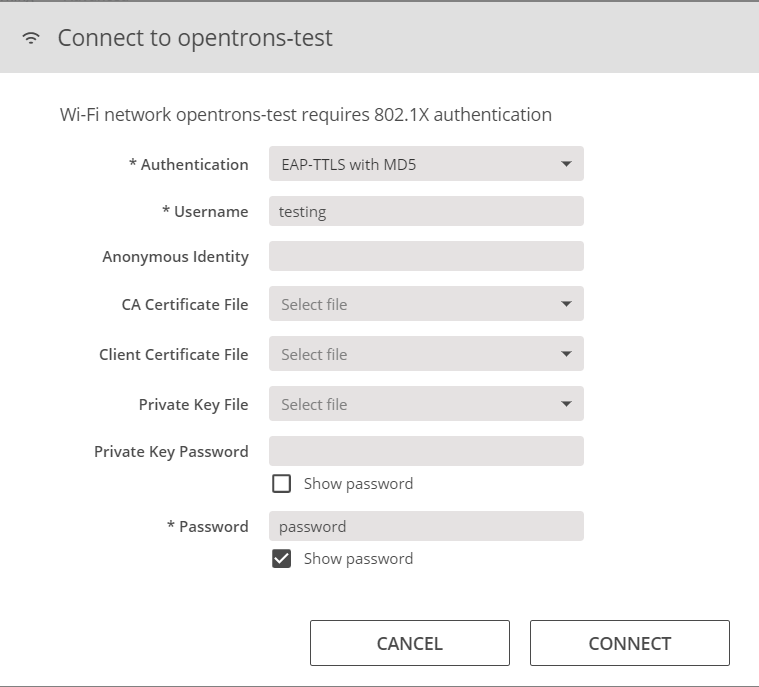 Connect to opentrons-test
Wi-Fi network opentrons-test requires 802.1X authentication
* Authentication EAP-TTLS with MD5
* Username testing
Anonymous Identity
CA Certificate File Select file
Client Certificate File Select file
Private Key File Select file
Private Key Password
Show password
* Password password
Show password
CANCEL CONNECT